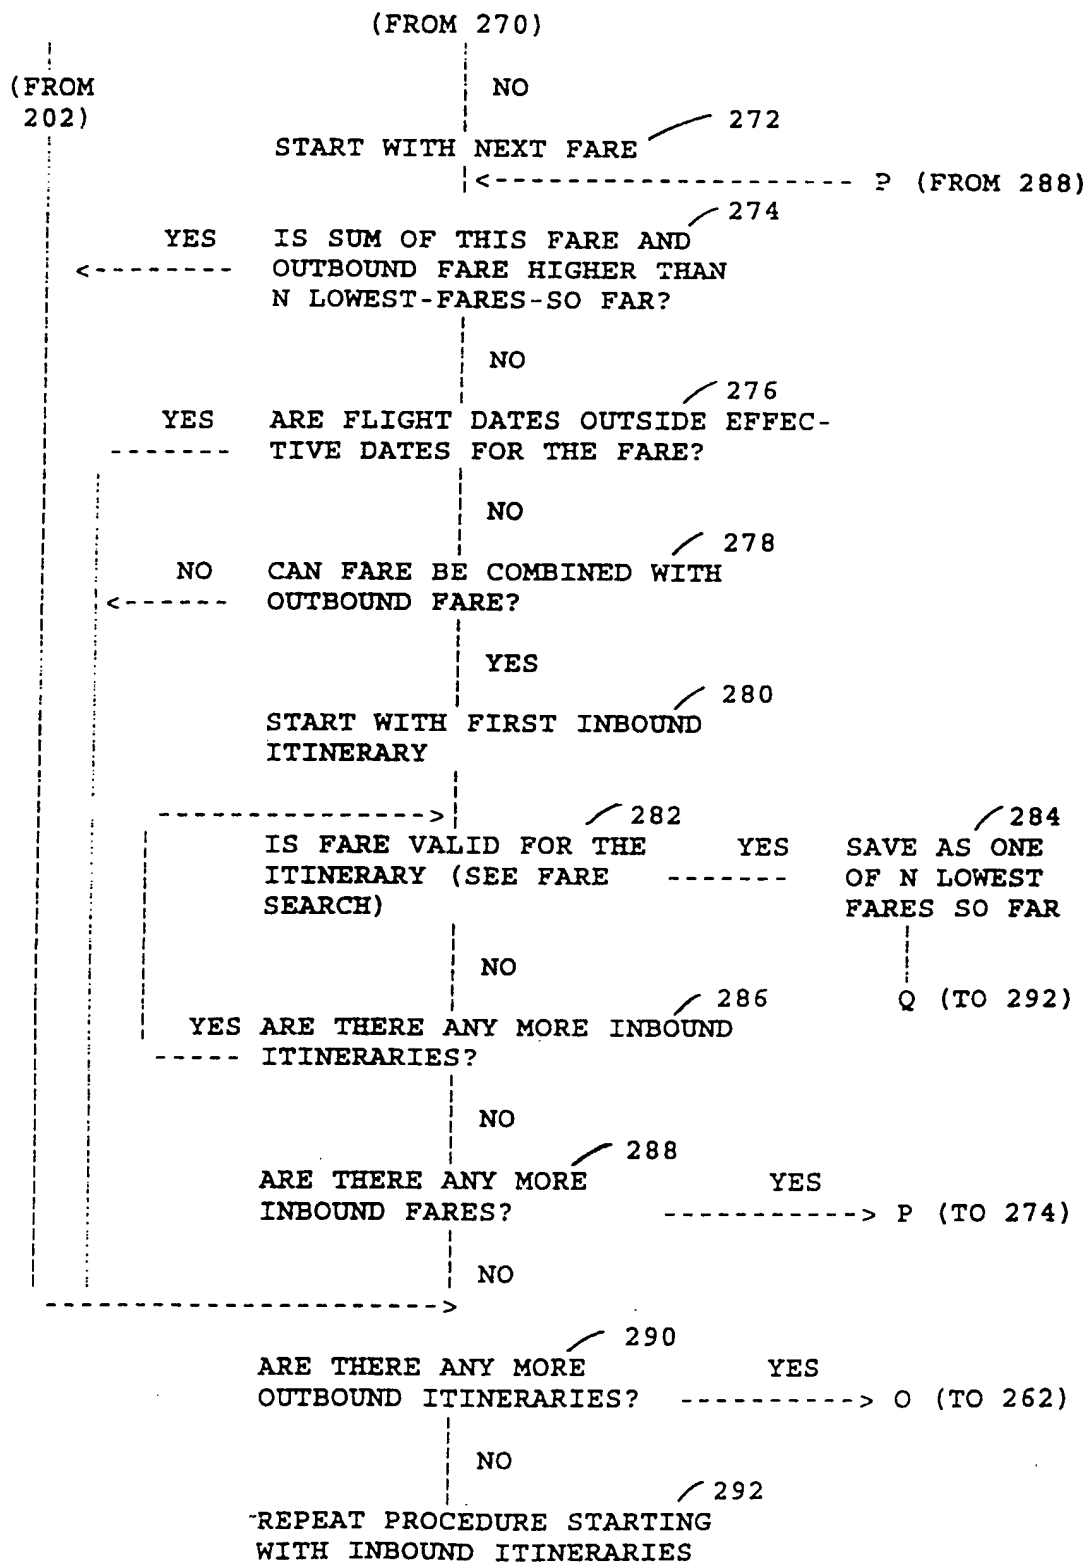 (FROM 270)
(FROM
202)
NO
272
START WITH NEXT FARE
P (FROM 288)
274
YES IS SUM OF THIS FARE AND
OUTBOUND FARE HIGHER THAN
N LOWEST-FARES-SO FAR?
NO
276
YES ARE FLIGHT DATES OUTSIDE EFFEC-
TIVE DATES FOR THE FARE?
NO
278
NO CAN FARE BE COMBINED WITH
OUTBOUND FARE?
YES
280
START WITH FIRST INBOUND
ITINERARY
282
IS FARE VALID FOR THE
ITINERARY (SEE FARE
SEARCH)
YES
284
SAVE AS ONE
OF N LOWEST
FARES SO FAR
NO
Q (TO 292)
286
YES ARE THERE ANY MORE INBOUND
ITINERARIES?
NO
288
ARE THERE ANY MORE
INBOUND FARES?
YES
P (TO 274)
NO
290
ARE THERE ANY MORE
OUTBOUND ITINERARIES?
YES
O (TO 262)
NO
292
REPEAT PROCEDURE STARTING
WITH INBOUND ITINERARIES